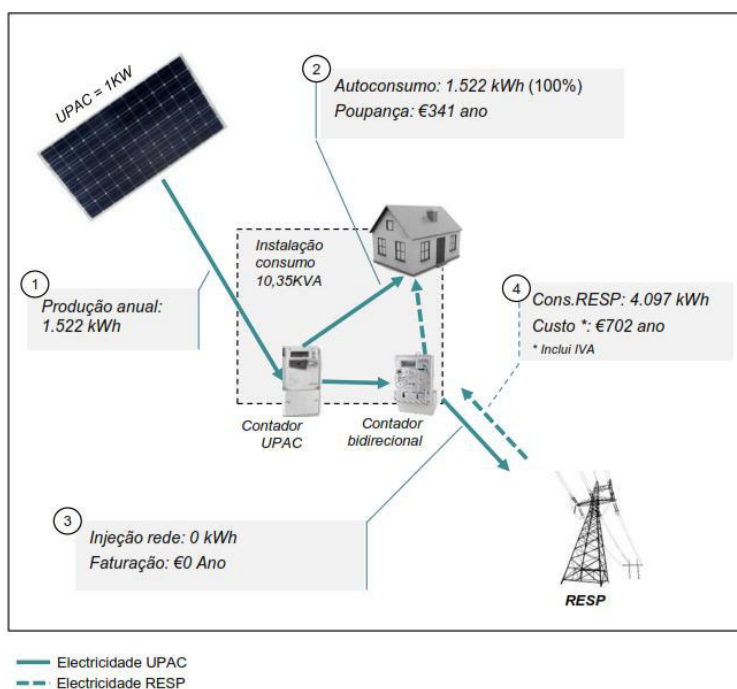 UPAC = 1KW
2
Autoconsumo: 1.522 kWh (100%)
Poupança: €341 ano
Instalação
consumo
10,35KVA
1
Produção anual:
1.522 kWh
4
Cons.RESP: 4.097 kWh
Custo *: €702 ano
* Inclui IVA
Contador
UPAC
Contador
bidirecional
3
Injeção rede: 0 kWh
Faturação: €0 Ano
RESP
Electricidade UPAC
Electricidade RESP